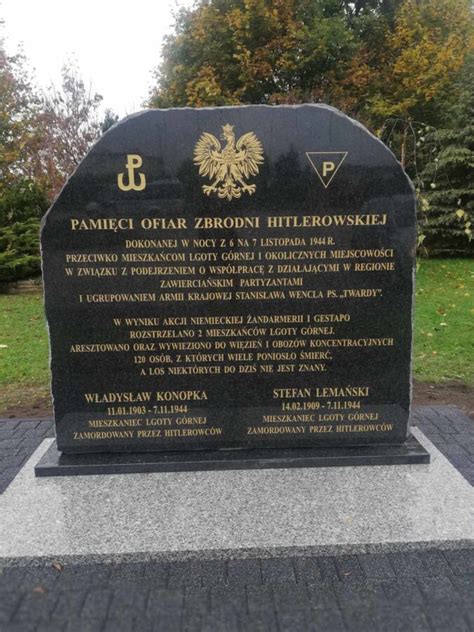 P
PAMIĘCI OFIAR ZBRODNI HITLEROWSKIEJ
DOKONANEJ W NOCY Z 6 NA 7 LISTOPADA 1944 R.
PRZECIWKO MIESZKAŃCOM LGOTY GÓRNEJ I OKOLICZNYCH MIEJSCOWOŚCI
W ZWIĄZKU Z PODEJRZENIEM O WSPÓŁPRACĘ Z DZIAŁAJĄCYMI W REGIONIE
ZAWIERCIAŃSKIM PARTYZANTAMI
I UGRUPOWANIEM ARMII KRAJOWEJ STANISŁAWA WENCLA PS. „TWARDY”.
W WYNIKU AKCJI NIEMIECKIEJ ŻANDARMERII I GESTAPO
ROZSTRZELANO 2 MIESZKAŃCÓW LGOTY GÓRNEJ.
ARESZTOWANO ORAZ WYWIEZIONO DO WIĘZIEŃ I OBOZÓW KONCENTRACYJNYCH
120 OSÓB, Z KTÓRYCH WIELE PONIOSŁO ŚMIERĆ,
A LOS NIEKTÓRYCH DO DZIŚ NIE JEST ZNANY.
WŁADYSŁAW KONOPKA
11.01.1903 - 7.11.1944
MIESZKANIEC LGOTY GÓRNEJ
ZAMORDOWANY PRZEZ HITLEROWCÓW
STEFAN LEMAŃSKI
14.02.1909 - 7.11.1944
MIESZKANIEC LGOTY GÓRNEJ
ZAMORDOWANY PRZEZ HITLEROWCÓW